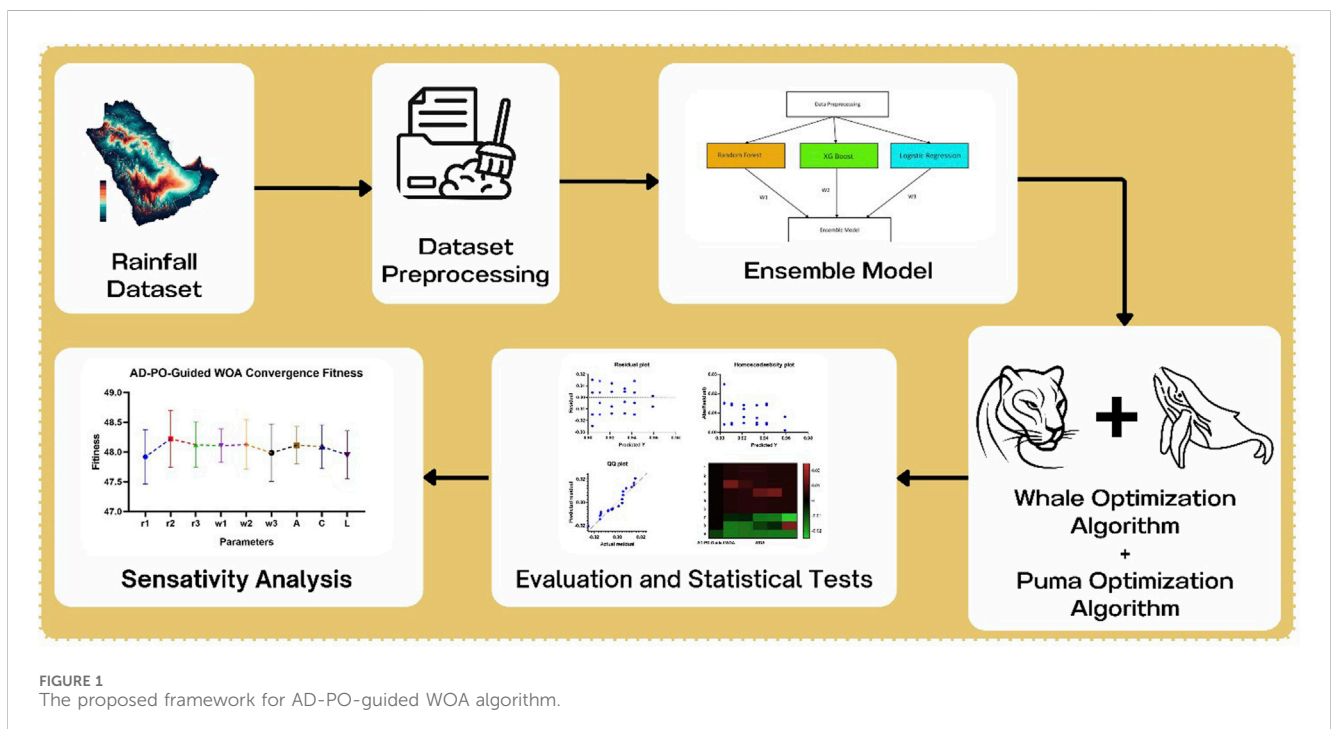 Rainfall
Dataset
Dataset
Preprocessing
Data Preprocessing
Random Forest
XG Boost
Logistic Regression
W1
W2
W3
Ensemble Model
Ensemble Model
Whale Optimization
Algorithm
+
Puma Optimization
Algorithm
Residual plot
Residual
Predicted Y
Homoscedasticity plot
Predicted Y
QQ plot
Predicted residual
Actual residual
Evaluation and Statistical Tests
AD-PO-Guided WOA Convergence Fitness
Fitiness
49.0
48.5
48.0
47.5
47.0
r1 r2 r3 w1 w2 w3 A C L
Parameters
Sensativity Analysis
FIGURE 1
The proposed framework for AD-PO-guided WOA algorithm.